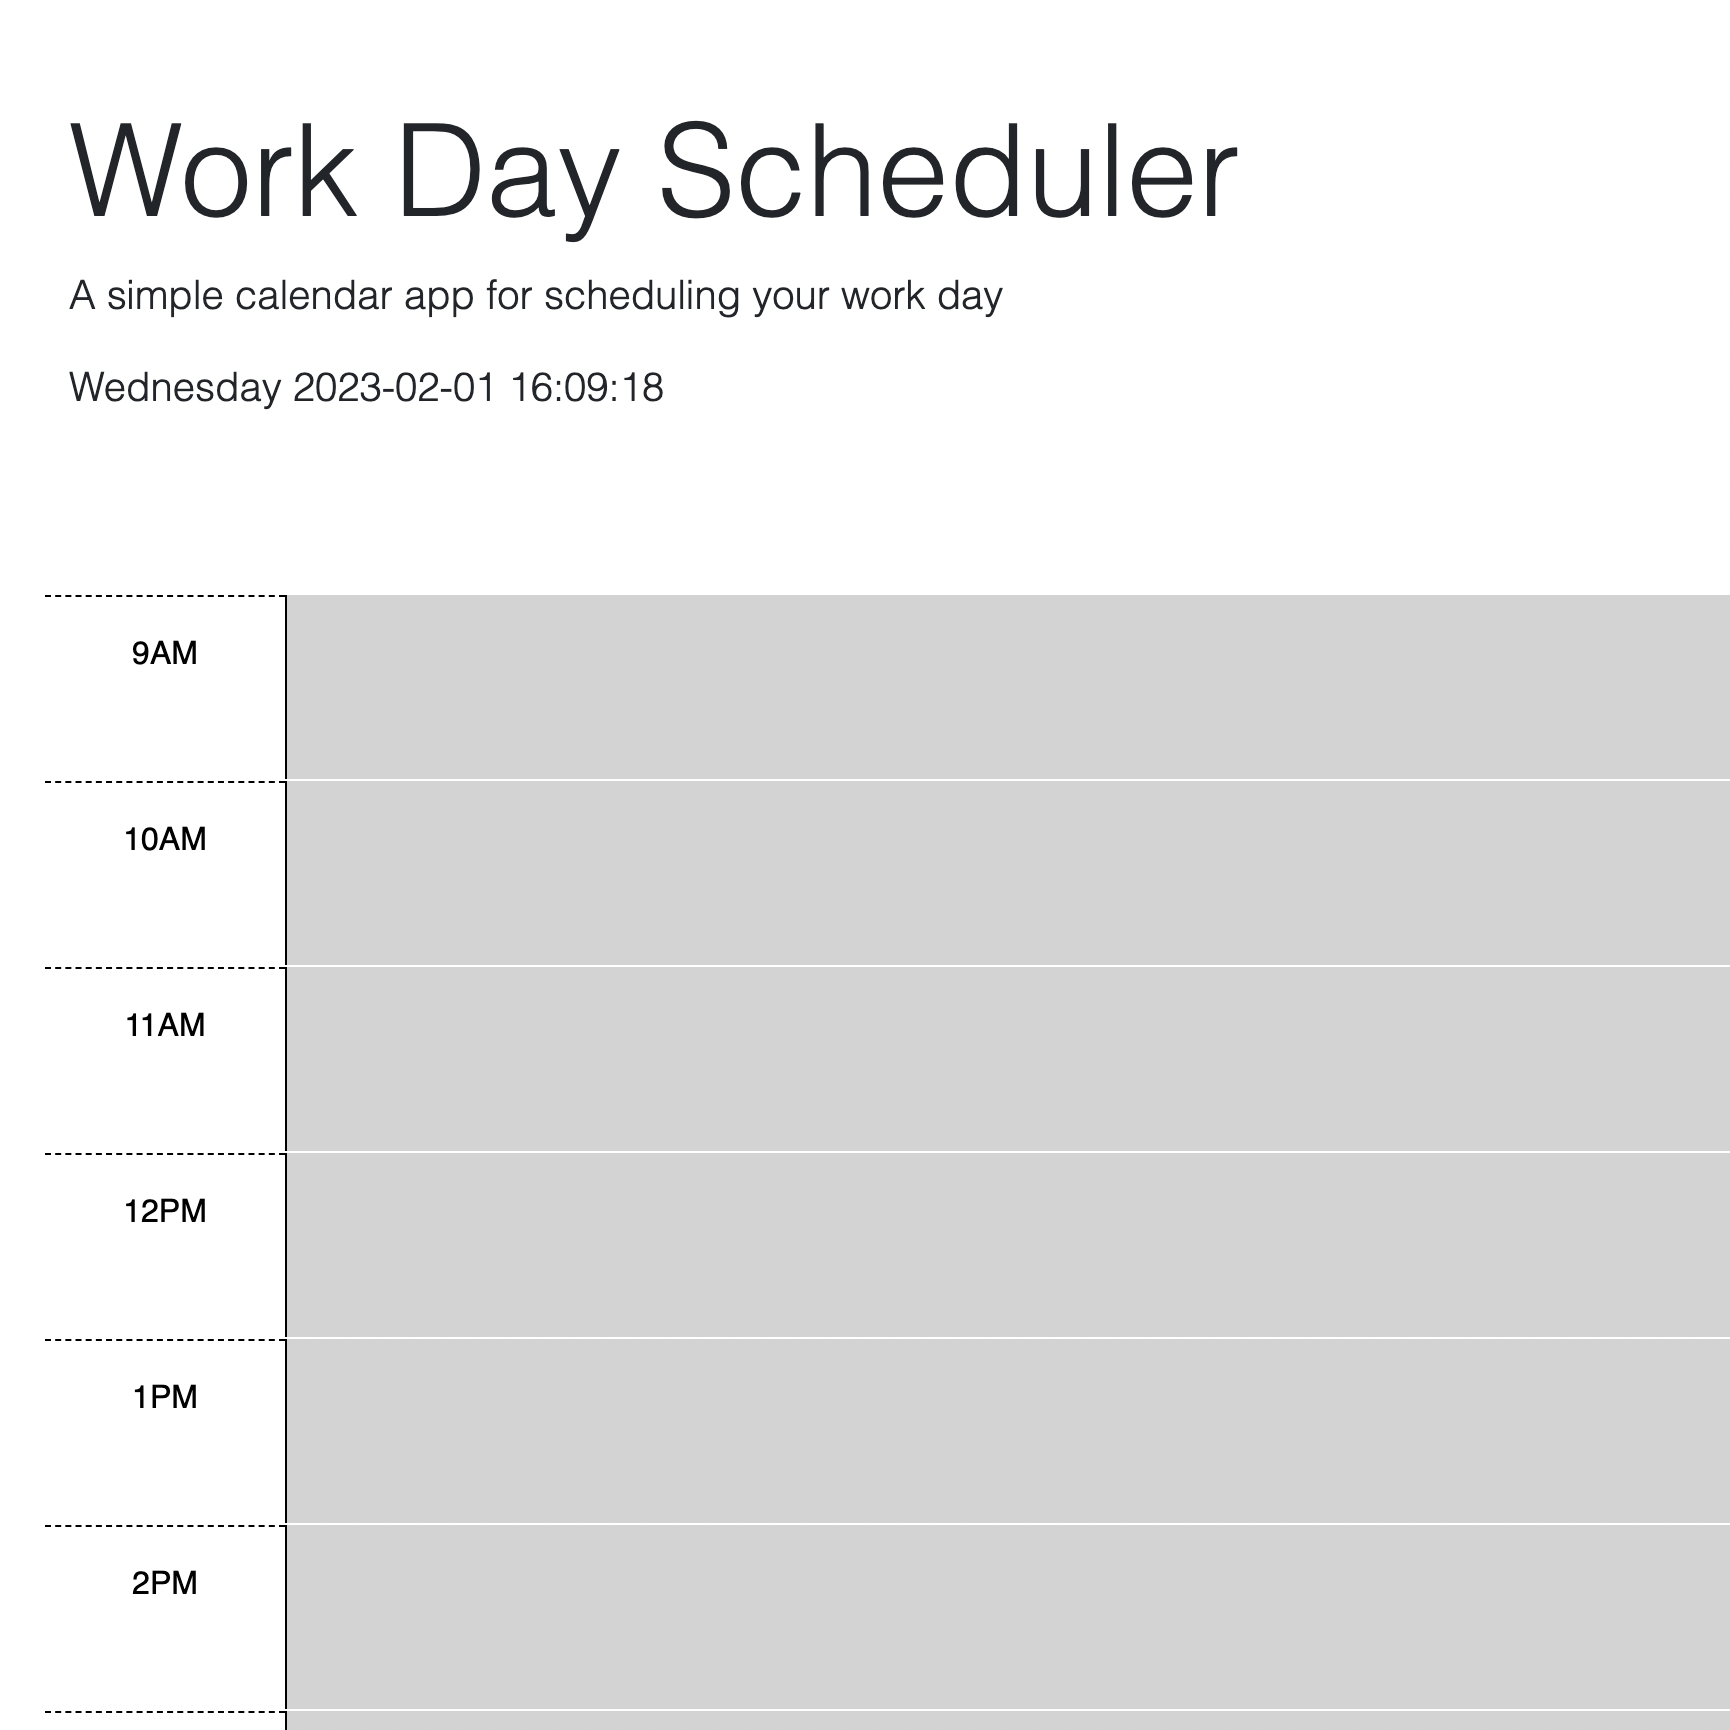 Work Day Scheduler
A simple calendar app for scheduling your work day
Wednesday 2023-02-01 16:09:18
9AM
10AM
11AM
12PM
1PM
2PM